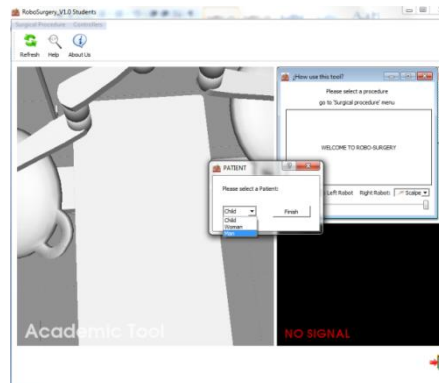 RoboSurgery_V1.0 Students
Surgical Procedure Controllers
Refresh Help About Us
¿How use this tool?
Please select a procedure
go to 'Surgical procedure' menu
WELCOME TO ROBO-SURGERY
PATIENT
Please select a Patient:
Child
Finish
Child
Woman
Man
Left Robot Right Robot: Scalpe
Academic Tool
NO SIGNAL